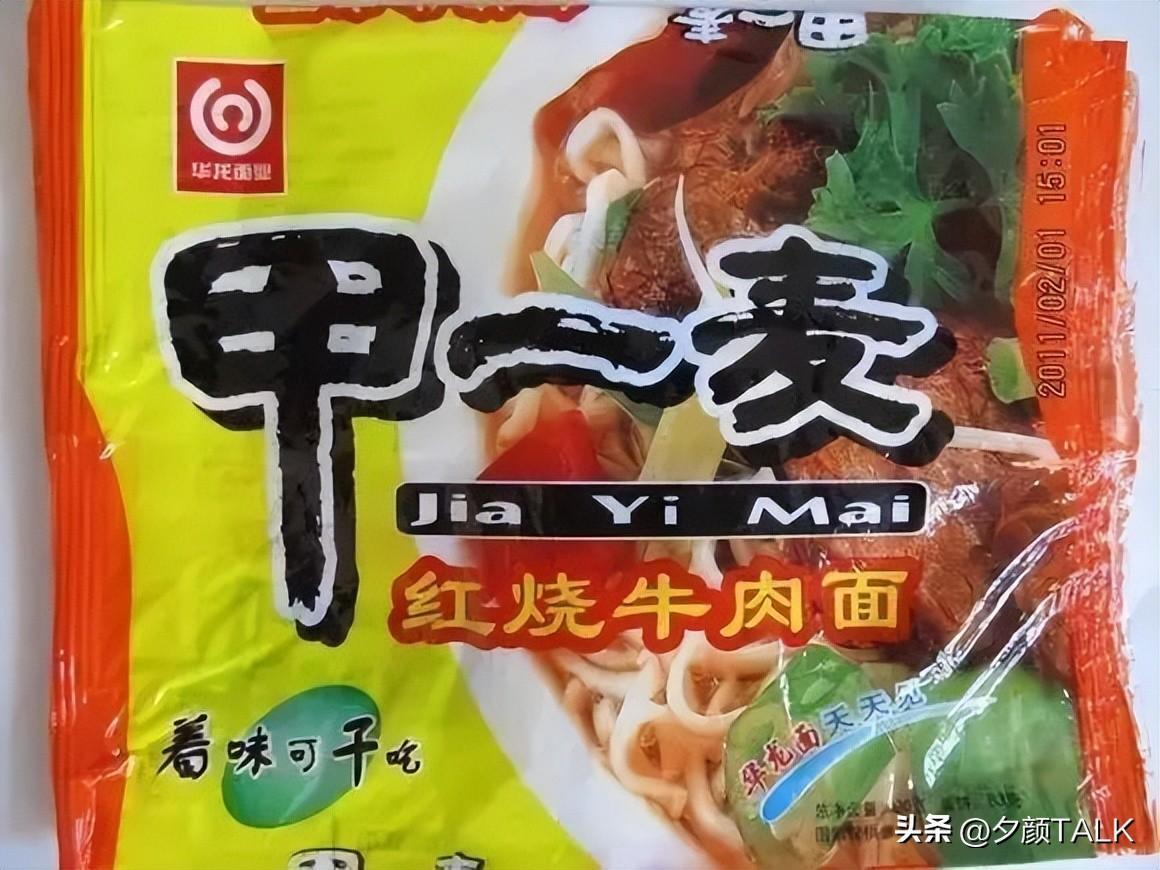 华龙面业
甲一麦
Jia Yi Mai
红烧牛肉面
着味可干吃
华龙面天天见
2011/02/01 15:01
头条 @夕颜TALK